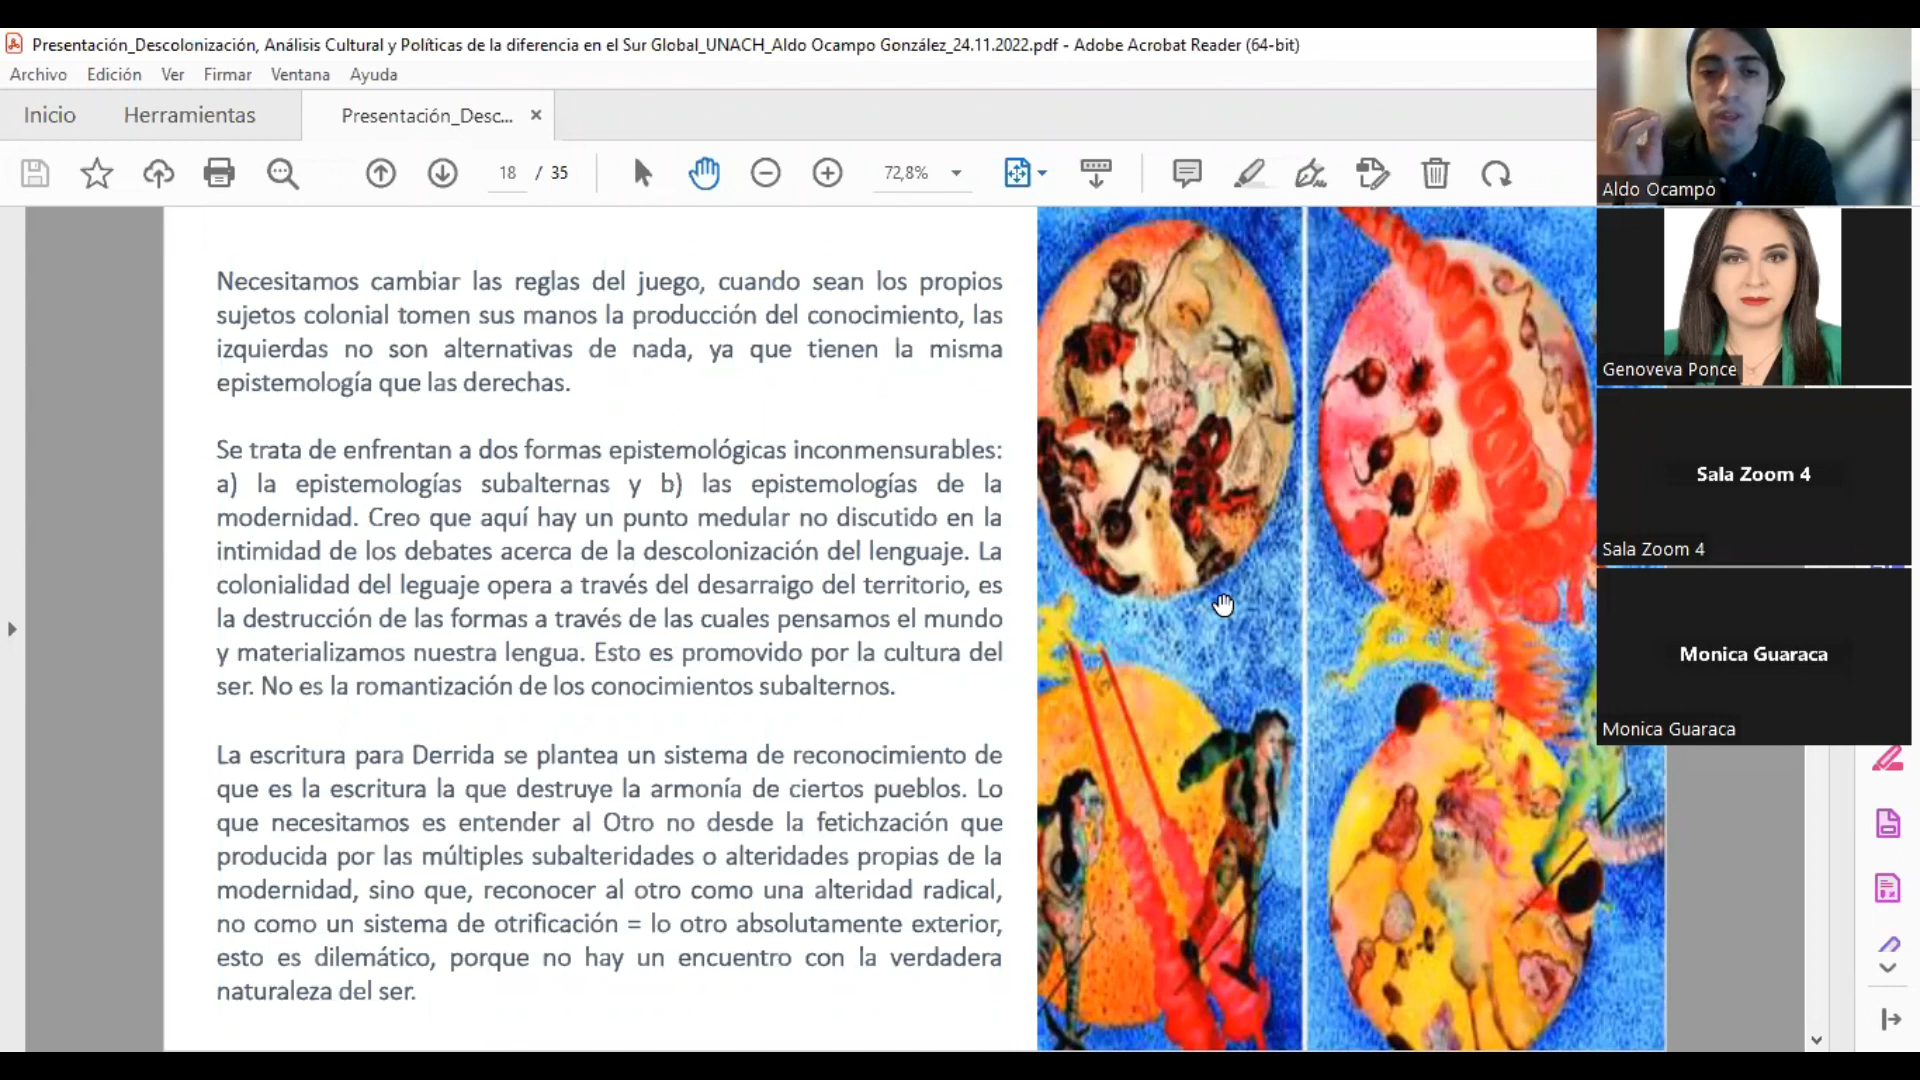 Presentación_Descolonización, Análisis Cultural y Políticas de la diferencia en el Sur Global_UNACH_Aldo Ocampo González_24.11.2022.pdf - Adobe Acrobat Reader (64-bit)
Archivo Edición Ver Firmar Ventana Ayuda
Inicio Herramientas Presentación_Desc... ×
18 / 35 72,8%
Necesitamos cambiar las reglas del juego, cuando sean los propios
sujetos colonial tomen sus manos la producción del conocimiento, las
izquierdas no son alternativas de nada, ya que tienen la misma
epistemología que las derechas.
Se trata de enfrentan a dos formas epistemológicas inconmensurables:
a) la epistemologías subalternas y b) las epistemologías de la
modernidad. Creo que aquí hay un punto medular no discutido en la
intimidad de los debates acerca de la descolonización del lenguaje. La
colonialidad del leguaje opera a través del desarraigo del territorio, es
la destrucción de las formas a través de las cuales pensamos el mundo
y materializamos nuestra lengua. Esto es promovido por la cultura del
ser. No es la romantización de los conocimientos subalternos.
La escritura para Derrida se plantea un sistema de reconocimiento de
que es la escritura la que destruye la armonía de ciertos pueblos. Lo
que necesitamos es entender al Otro no desde la fetichzación que
producida por las múltiples subalteridades o alteridades propias de la
modernidad, sino que, reconocer al otro como una alteridad radical,
no como un sistema de otrificación = lo otro absolutamente exterior,
esto es dilemático, porque no hay un encuentro con la verdadera
naturaleza del ser.
Aldo Ocampo
Genoveva Ponce
Sala Zoom 4
Sala Zoom 4
Monica Guaraca
Monica Guaraca